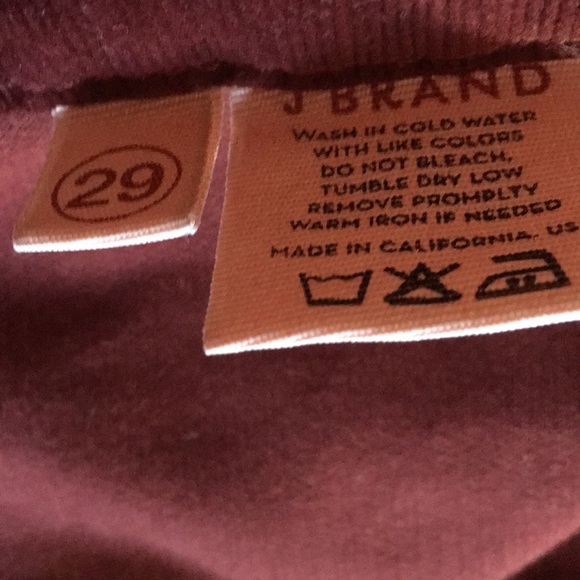 29
J BRAND
WASH IN COLD WATER
WITH LIKE COLORS
DO NOT BLEACH,
TUMBLE DRY LOW
REMOVE PROMPLTY
WARM IRON IF NEEDED
MADE IN CALIFORNIA, US